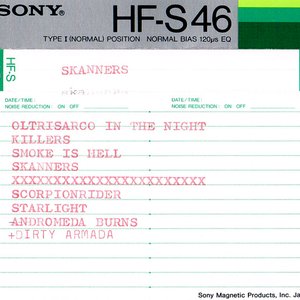 SONY HF-S46
TYPE I (NORMAL) POSITION NORMAL BIAS 120µs EQ
HF-S
SKANNERS
DATE/TIME: DATE/TIME:
NOISE REDUCTION: ON OFF NOISE REDUCTION: ON OFF
OLTRISARCO IN THE NIGHT
KILLERS
SMOKE IS HELL
SKANNERS
XXXXXXXXXXXXXXXXXXXXXXX
SCORPIONRIDER
STARLIGHT
ANDROMEDA BURNS
+DIRTY ARMADA
Sony Magnetic Products, Inc. Ja